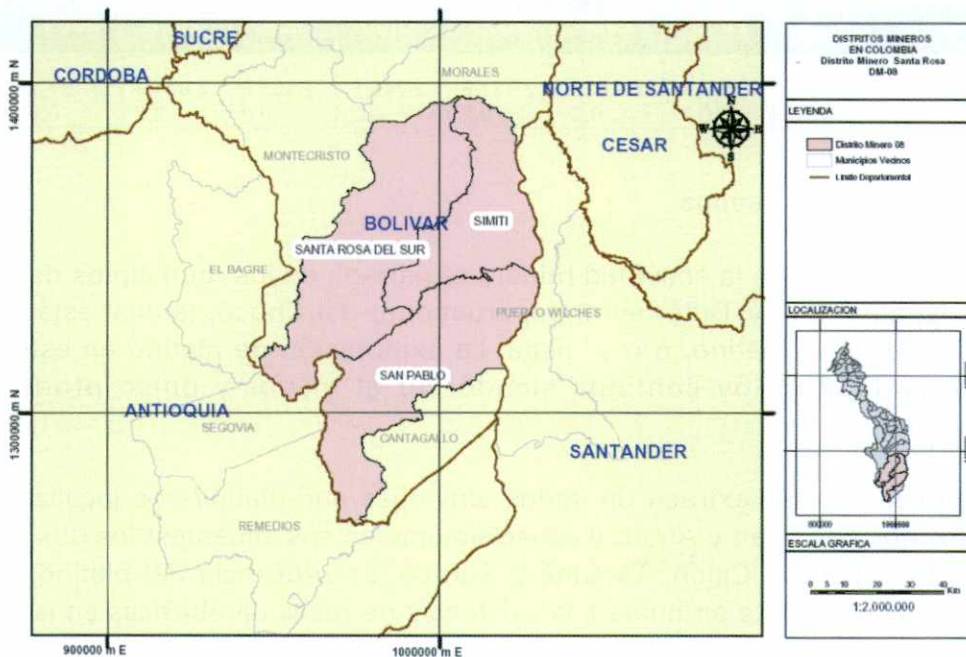 SUCRE
CORDOBA
MORALES
NORTE DE SANTANDER
MONTECRISTO
CESAR
BOLIVAR
SIMITI
SANTA ROSA DEL SUR
EL BAGRE
PUERTO WILCHES
SAN PABLO
ANTIOQUIA
SEGOVIA
CANTAGALLO
SANTANDER
REMEDIOS
1400000 m N
1300000 m N
900000 m E
1000000 m E
N
W
E
S
DISTRITOS MINEROS
EN COLOMBIA
Distrito Minero Santa Rosa
DM-08
LEYENDA
Distrito Minero 08
Municipios Vecinos
Limite Departamental
LOCALIZACION
ESCALA GRAFICA
0 5 10 20 30 40
Km
1:2.000.000